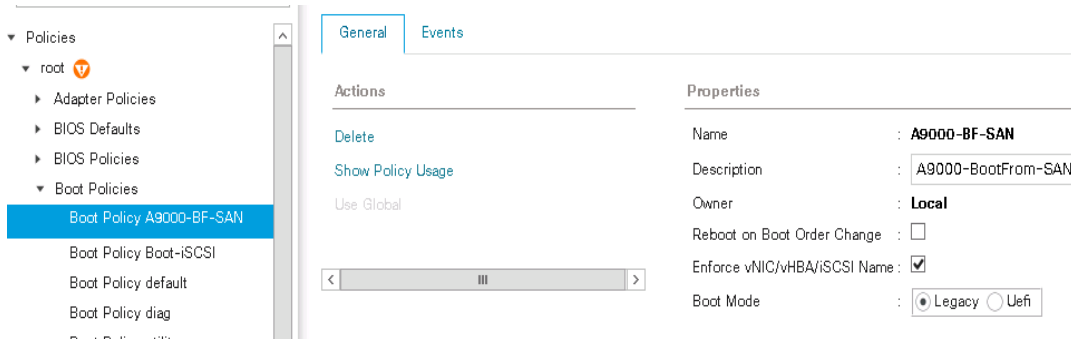 Policies
root
Adapter Policies
BIOS Defaults
BIOS Policies
Boot Policies
Boot Policy A9000-BF-SAN
Boot Policy Boot-iSCSI
Boot Policy default
Boot Policy diag
General Events
Actions
Delete
Show Policy Usage
Use Global
Properties
Name : A9000-BF-SAN
Description : A9000-BootFrom-SAN
Owner : Local
Reboot on Boot Order Change :
Enforce vNIC/vHBA/iSCSI Name :
Boot Mode : Legacy Uefi